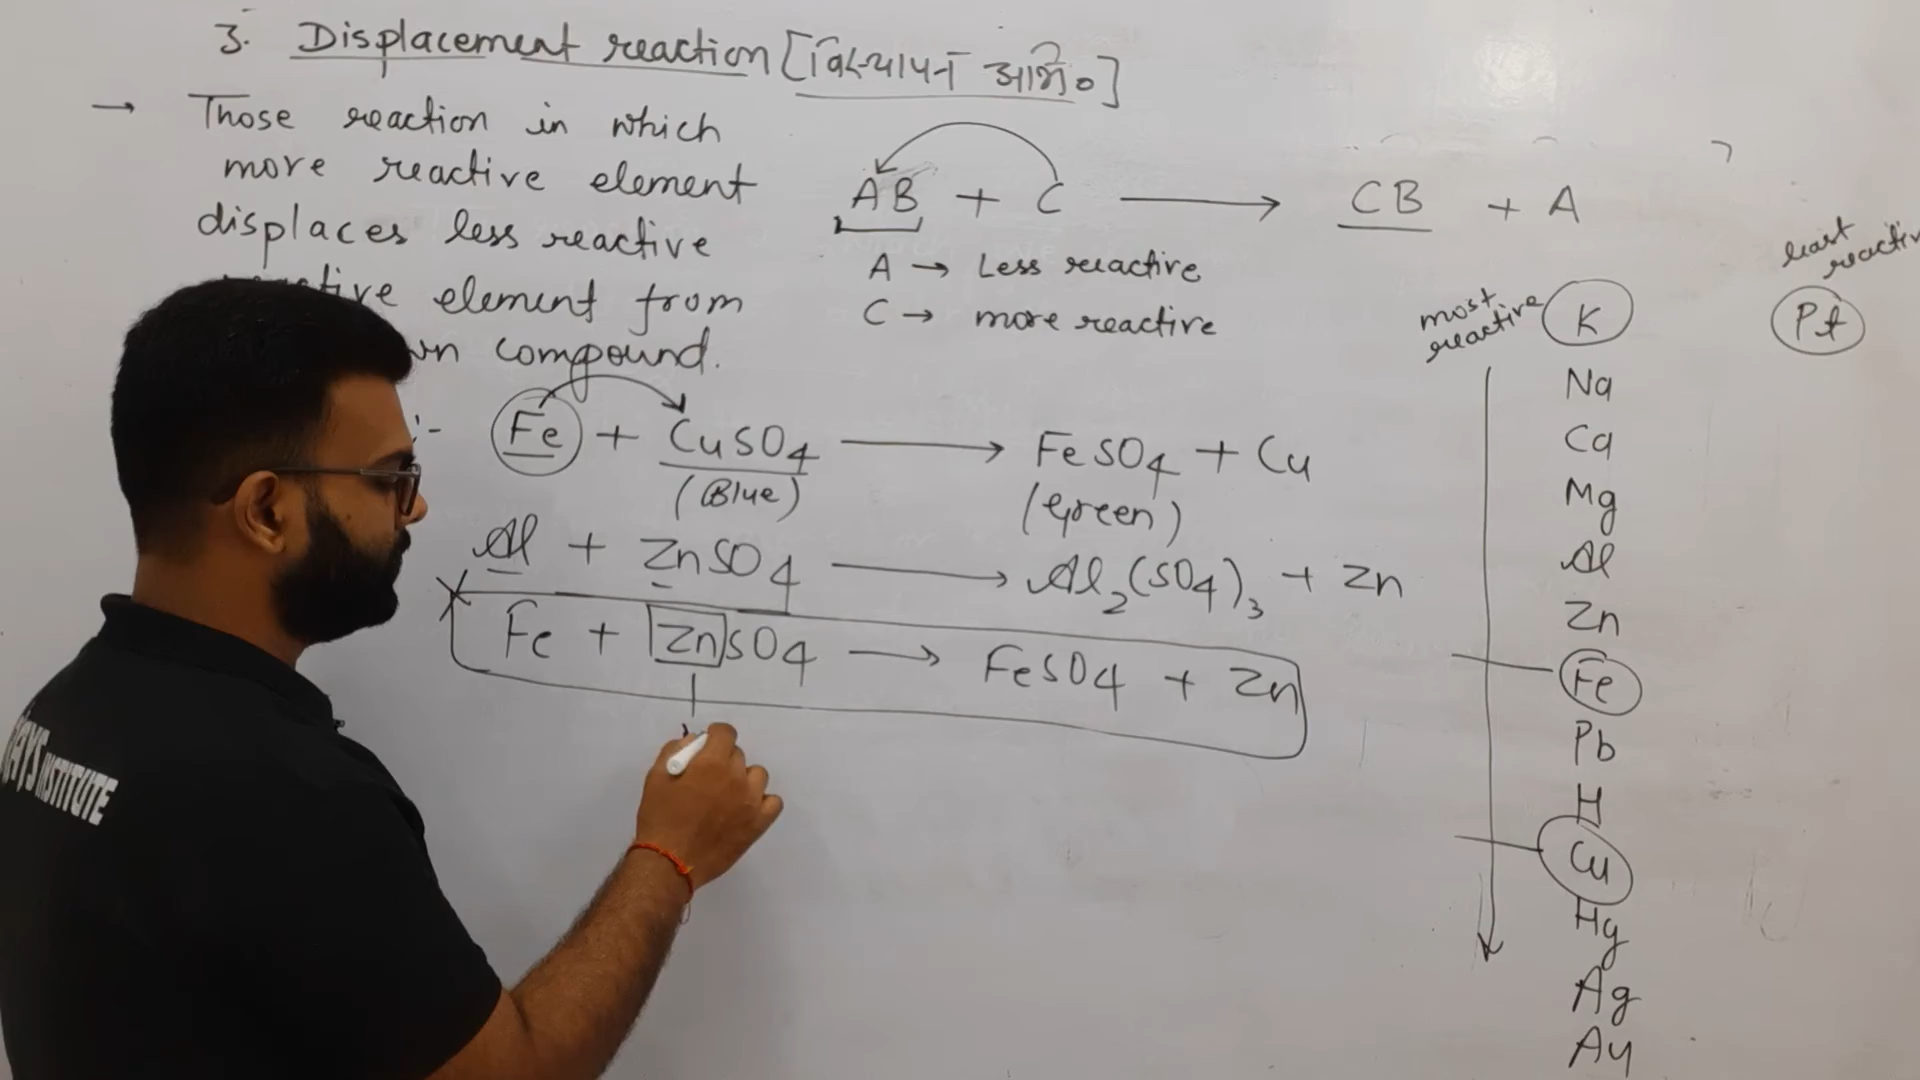 3. Displacement reaction [विस्थापन अभि०]
→ Those reaction in which
more reactive element
displaces less reactive
element from
compound.
AB + C ⟶ CB + A
A → Less reactive
C → more reactive
:- Fe + CuSO4 ⟶ FeSO4 + Cu
(Blue) (Green)
Al + ZnSO4 ⟶ Al2(SO4)3 + Zn
X Fe + ZnSO4 ⟶ FeSO4 + Zn
most
reactive
K
Na
Ca
Mg
Al
Zn
Fe
Pb
H
Cu
Hg
Ag
Au
least
Pt
INSTITUTE